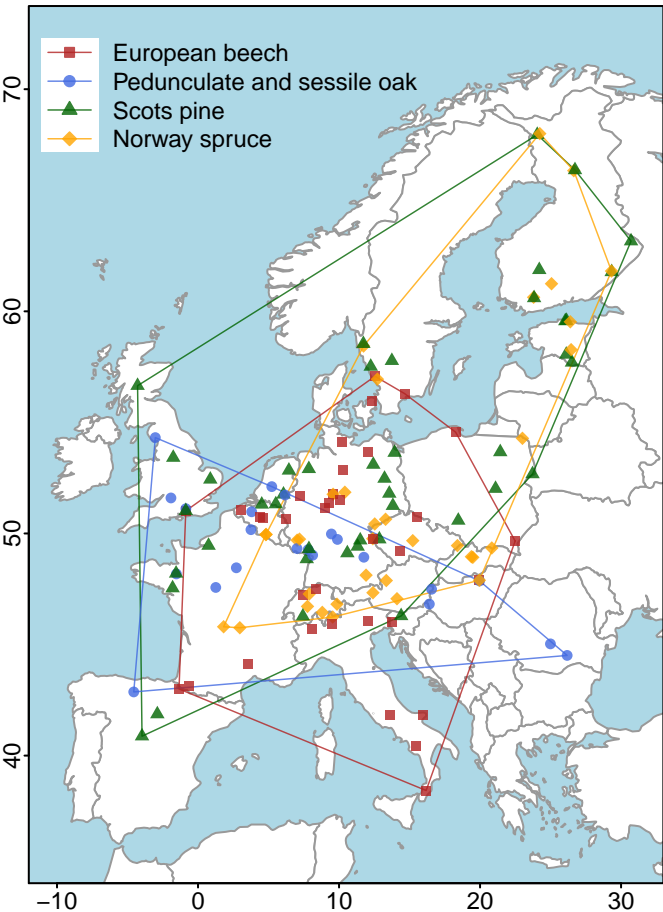 European beech
Pedunculate and sessile oak
Scots pine
Norway spruce
70
60
50
40
−10 0 10 20 30